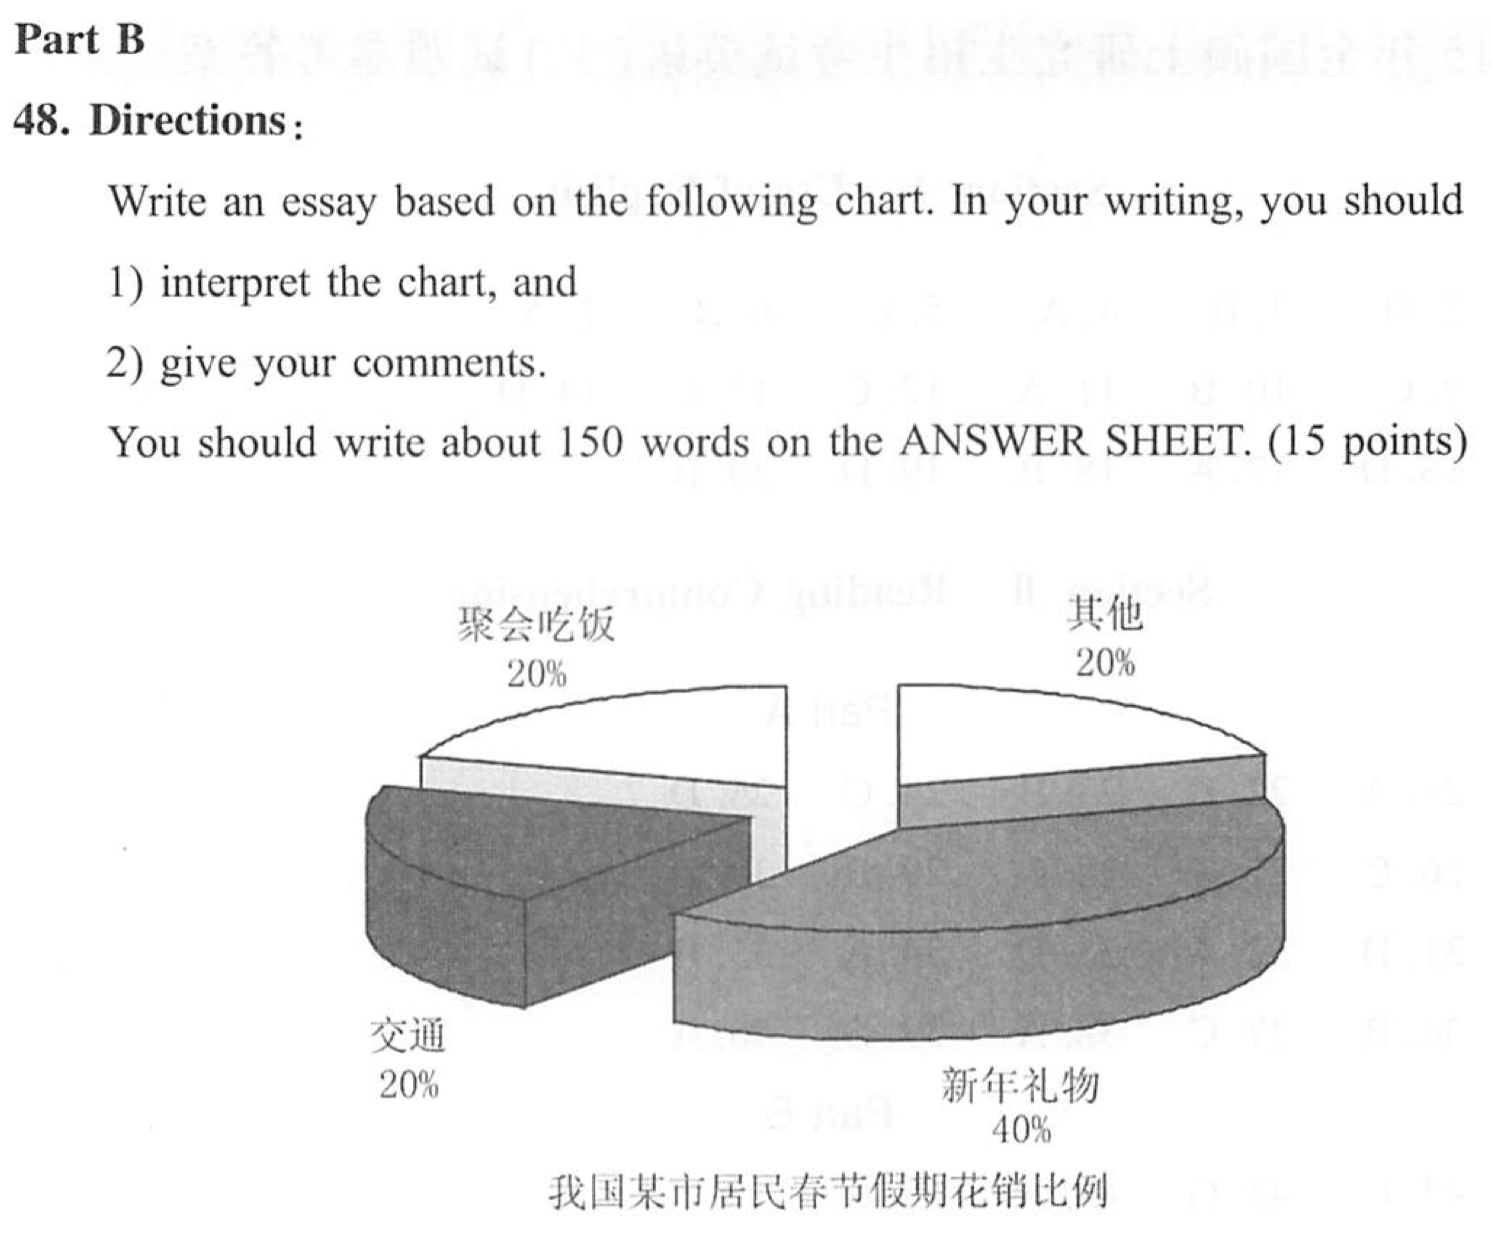 Part B
48. Directions:
Write an essay based on the following chart. In your writing, you should
1) interpret the chart, and
2) give your comments.
You should write about 150 words on the ANSWER SHEET. (15 points)
聚会吃饭
20%
其他
20%
交通
20%
新年礼物
40%
我国某市居民春节假期花销比例